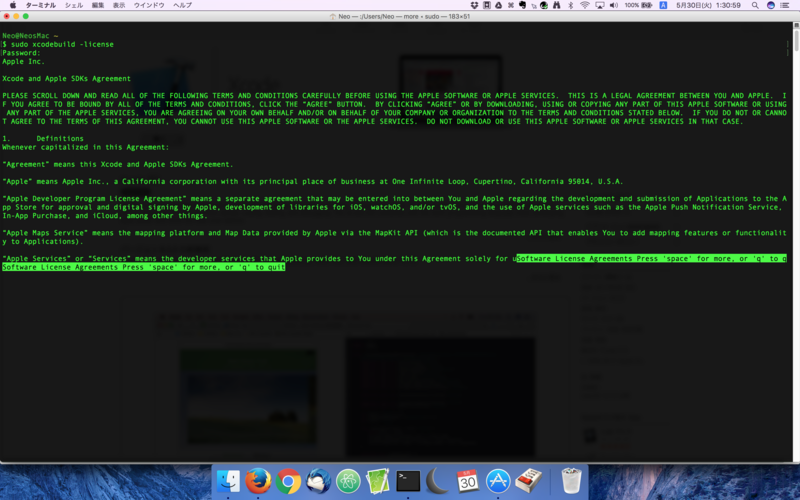 ターミナル シェル 編集 表示 ウインドウ ヘルプ 100% 5月30日(火) 1:30:59
Neo — :/Users/Neo — more • sudo — 183×51
Neo@NeosMac ~
$ sudo xcodebuild -license
Password:
Apple Inc.
Xcode and Apple SDKs Agreement
PLEASE SCROLL DOWN AND READ ALL OF THE FOLLOWING TERMS AND CONDITIONS CAREFULLY BEFORE USING THE APPLE SOFTWARE OR APPLE SERVICES.  THIS IS A LEGAL AGREEMENT BETWEEN YOU AND APPLE.  I
F YOU AGREE TO BE BOUND BY ALL OF THE TERMS AND CONDITIONS, CLICK THE "AGREE" BUTTON.  BY CLICKING "AGREE" OR BY DOWNLOADING, USING OR COPYING ANY PART OF THIS APPLE SOFTWARE OR USING
 ANY PART OF THE APPLE SERVICES, YOU ARE AGREEING ON YOUR OWN BEHALF AND/OR ON BEHALF OF YOUR COMPANY OR ORGANIZATION TO THE TERMS AND CONDITIONS STATED BELOW.  IF YOU DO NOT OR CANNO
T AGREE TO THE TERMS OF THIS AGREEMENT, YOU CANNOT USE THIS APPLE SOFTWARE OR THE APPLE SERVICES.  DO NOT DOWNLOAD OR USE THIS APPLE SOFTWARE OR APPLE SERVICES IN THAT CASE.
1.      Definitions
Whenever capitalized in this Agreement:
"Agreement" means this Xcode and Apple SDKs Agreement.
"Apple" means Apple Inc., a California corporation with its principal place of business at One Infinite Loop, Cupertino, California 95014, U.S.A.
"Apple Developer Program License Agreement" means a separate agreement that may be entered into between You and Apple regarding the development and submission of Applications to the A
pp Store for approval and digital signing by Apple, development of libraries for iOS, watchOS, and/or tvOS, and the use of Apple services such as the Apple Push Notification Service,
In-App Purchase, and iCloud, among other things.
"Apple Maps Service" means the mapping platform and Map Data provided by Apple via the MapKit API (which is the documented API that enables You to add mapping features or functionalit
y to Applications).
"Apple Services" or "Services" means the developer services that Apple provides to You under this Agreement solely for uSoftware License Agreements Press 'space' for more, or 'q' to q
Software License Agreements Press 'space' for more, or 'q' to quit
30